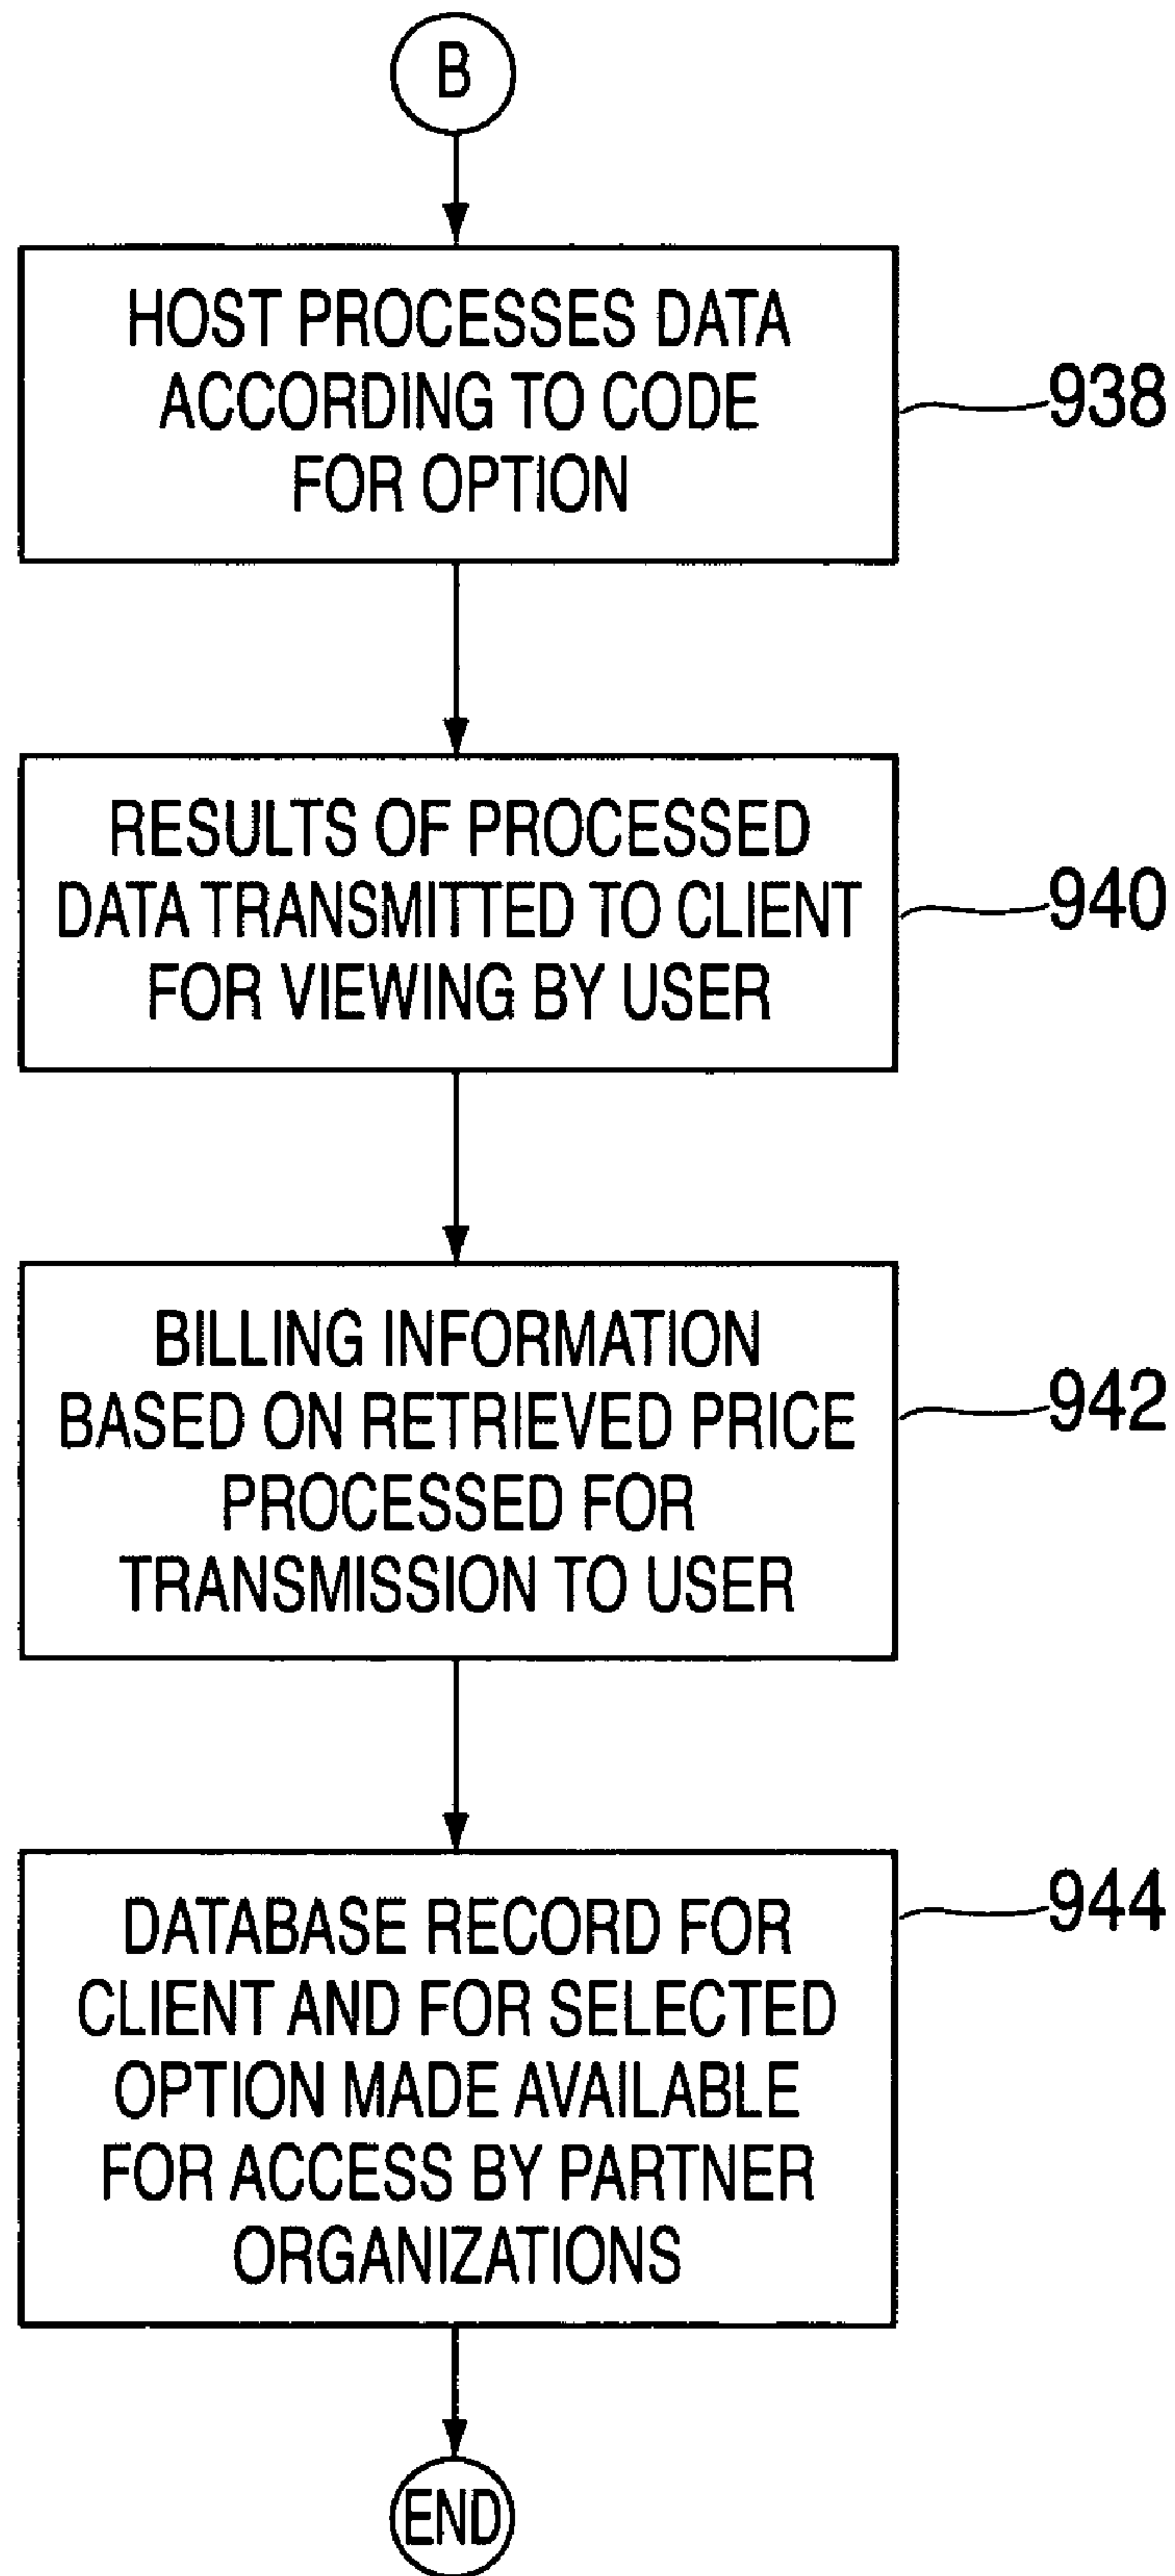 B
HOST PROCESSES DATA
ACCORDING TO CODE
FOR OPTION
938
RESULTS OF PROCESSED
DATA TRANSMITTED TO CLIENT
FOR VIEWING BY USER
940
BILLING INFORMATION
BASED ON RETRIEVED PRICE
PROCESSED FOR
TRANSMISSION TO USER
942
DATABASE RECORD FOR
CLIENT AND FOR SELECTED
OPTION MADE AVAILABLE
FOR ACCESS BY PARTNER
ORGANIZATIONS
944
END